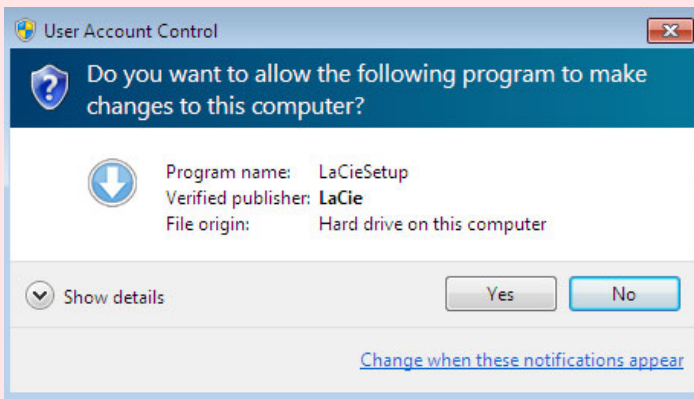 User Account Control
Do you want to allow the following program to make
changes to this computer?
Program name: LaCieSetup
Verified publisher: LaCie
File origin: Hard drive on this computer
Show details
Yes
No
Change when these notifications appear